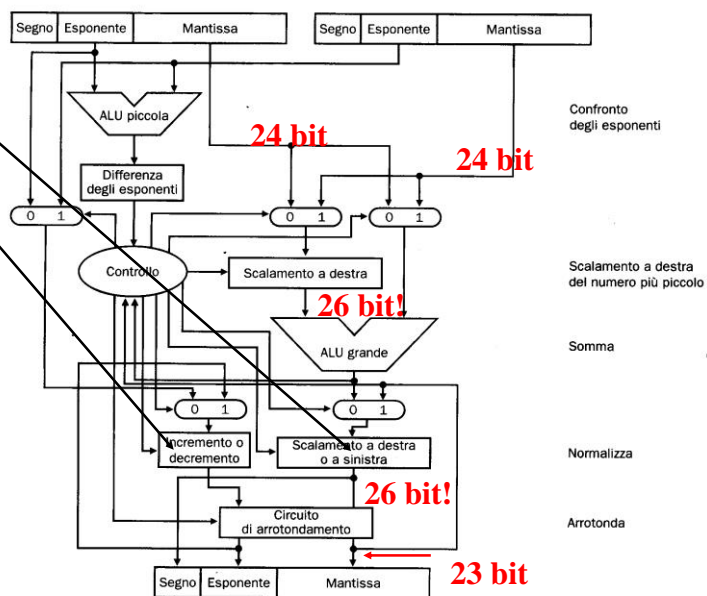 Segno Esponente Mantissa
Segno Esponente Mantissa
ALU piccola
Confronto
degli esponenti
24 bit
24 bit
Differenza
degli esponenti
0 1
0 1
0 1
Controllo
Scalamento a destra
Scalamento a destra
del numero più piccolo
26 bit!
ALU grande
Somma
0 1
0 1
Incremento o
decremento
Scalamento a destra
o a sinistra
Normalizza
26 bit!
Circuito
di arrotondamento
Arrotonda
23 bit
Segno Esponente Mantissa